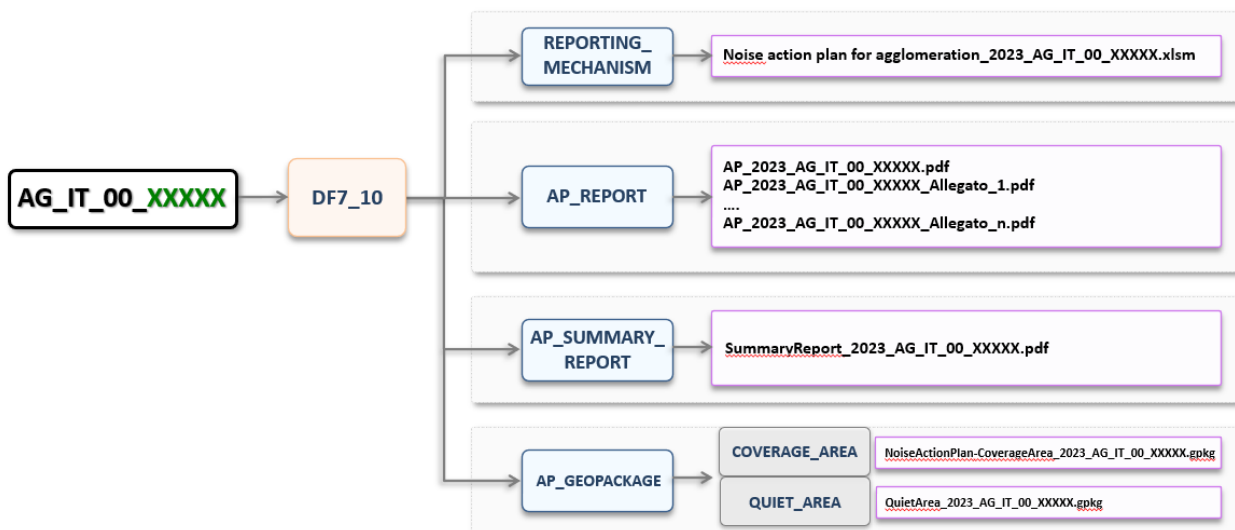 AG_IT_00_XXXXX
DF7_10
REPORTING_
MECHANISM
Noise action plan for agglomeration_2023_AG_IT_00_XXXXX.xlsm
AP_REPORT
AP_2023_AG_IT_00_XXXXX.pdf
AP_2023_AG_IT_00_XXXXX_Allegato_1.pdf
....
AP_2023_AG_IT_00_XXXXX_Allegato_n.pdf
AP_SUMMARY_
REPORT
SummaryReport_2023_AG_IT_00_XXXXX.pdf
AP_GEOPACKAGE
COVERAGE_AREA
NoiseActionPlan-CoverageArea_2023_AG_IT_00_XXXXX.gpkg
QUIET_AREA
QuietArea_2023_AG_IT_00_XXXXX.gpkg